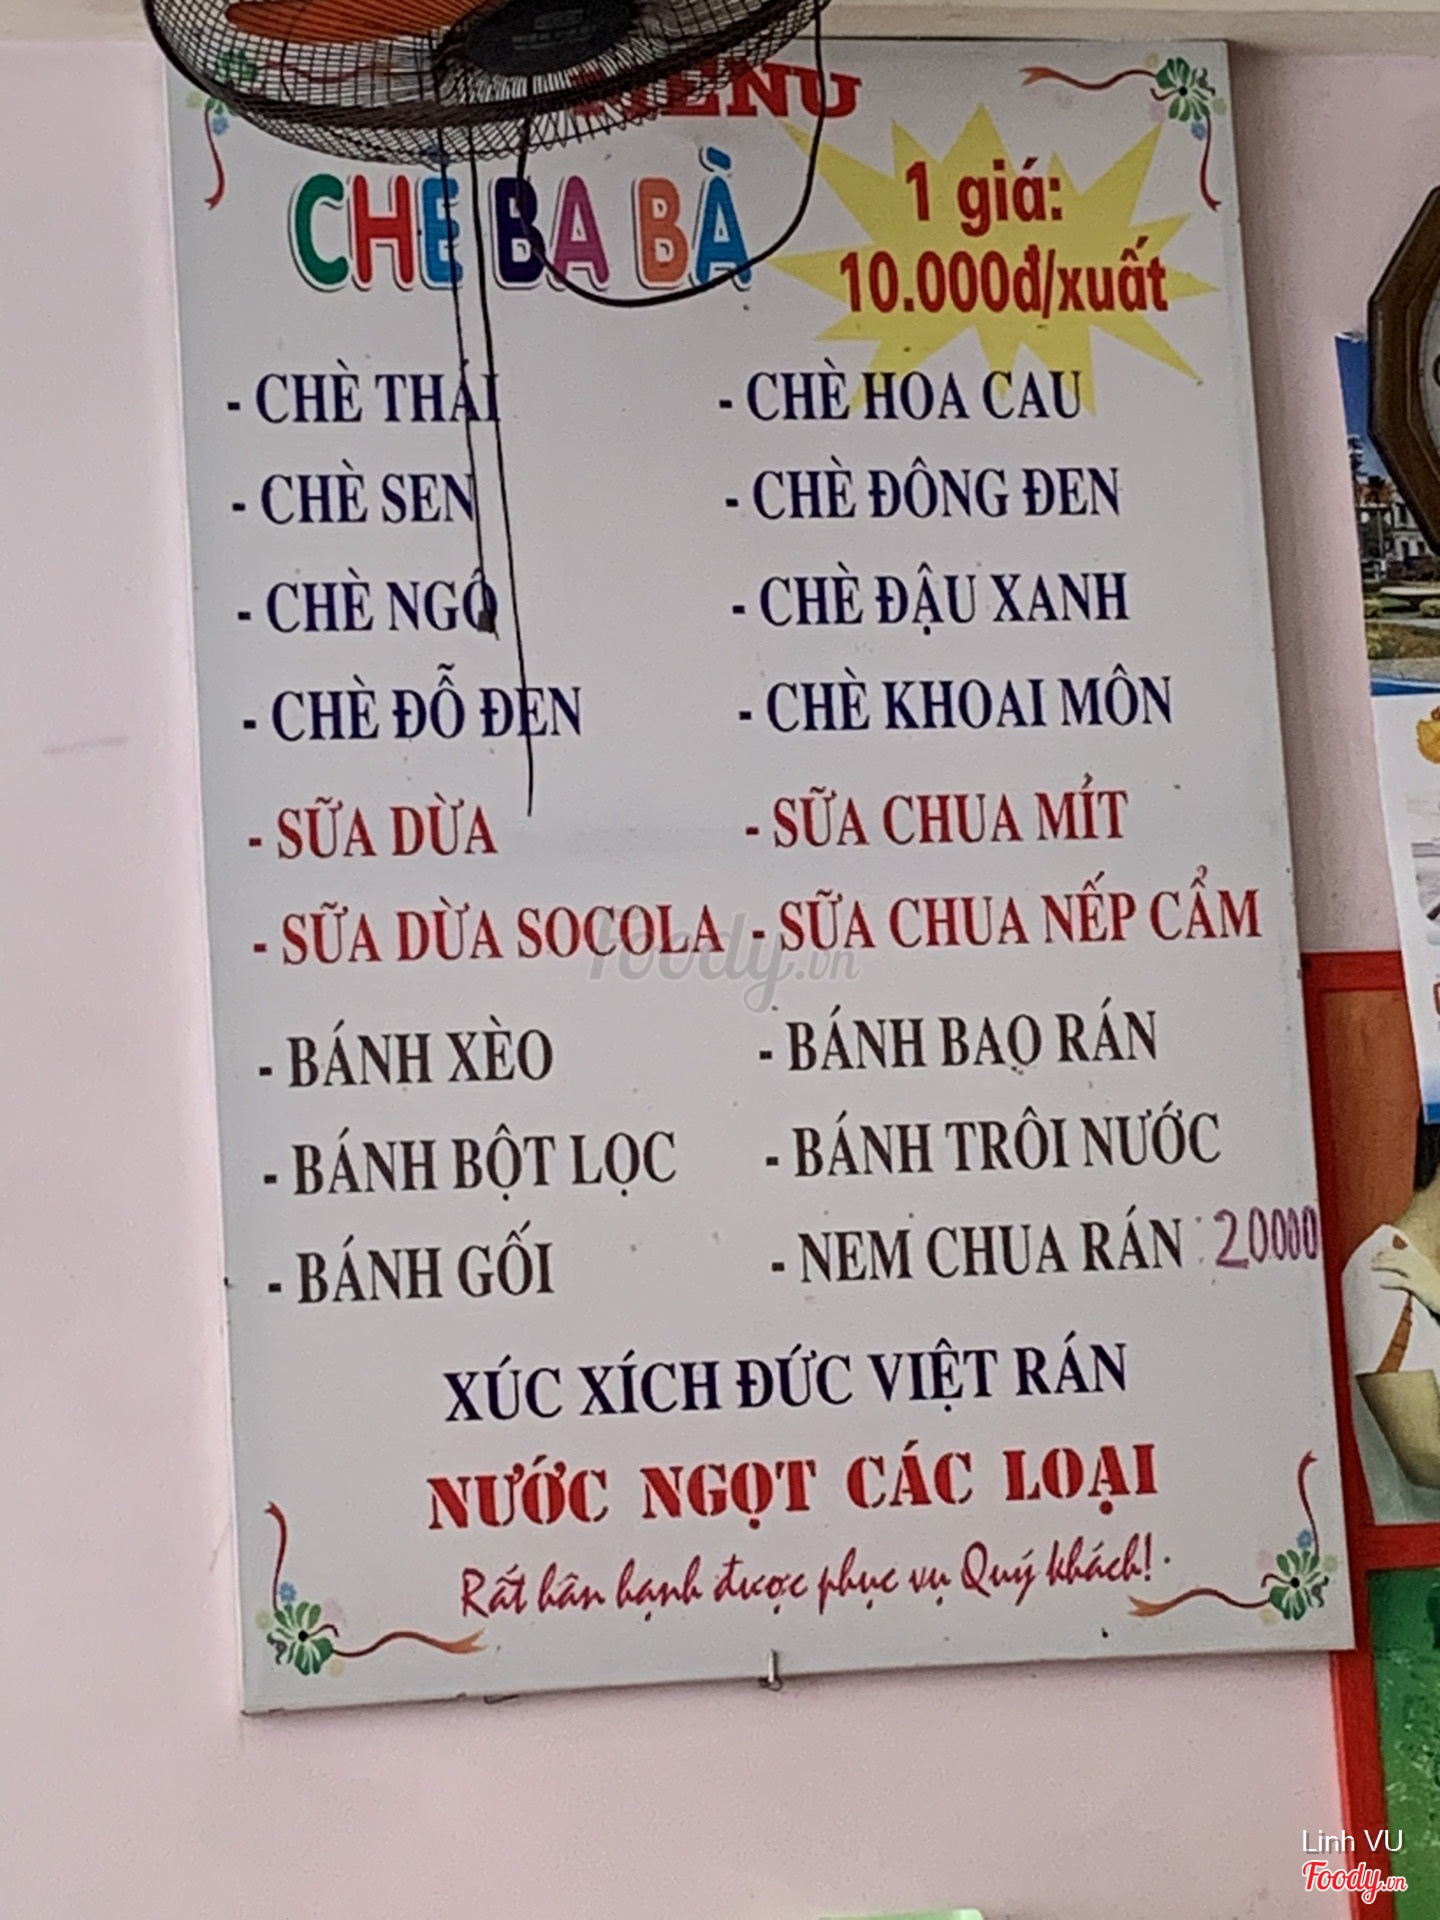 MENU
CHÈ BA BÀ
1 giá:
10.000đ/xuất
- CHÈ THÁI
- CHÈ HOA CAU
- CHÈ SEN
- CHÈ ĐÔNG ĐEN
- CHÈ NGÔ
- CHÈ ĐẬU XANH
- CHÈ ĐỖ ĐEN
- CHÈ KHOAI MÔN
- SỮA DỪA
- SỮA CHUA MÍT
- SỮA DỪA SOCOLA
- SỮA CHUA NẾP CẨM
foody.vn
- BÁNH XÈO
- BÁNH BAO RÁN
- BÁNH BỘT LỌC
- BÁNH TRÔI NƯỚC
- BÁNH GỐI
- NEM CHUA RÁN : 20000
XÚC XÍCH ĐỨC VIỆT RÁN
NƯỚC NGỌT CÁC LOẠI
Rất hân hạnh được phục vụ Quý khách!
Linh VU
Foody.vn